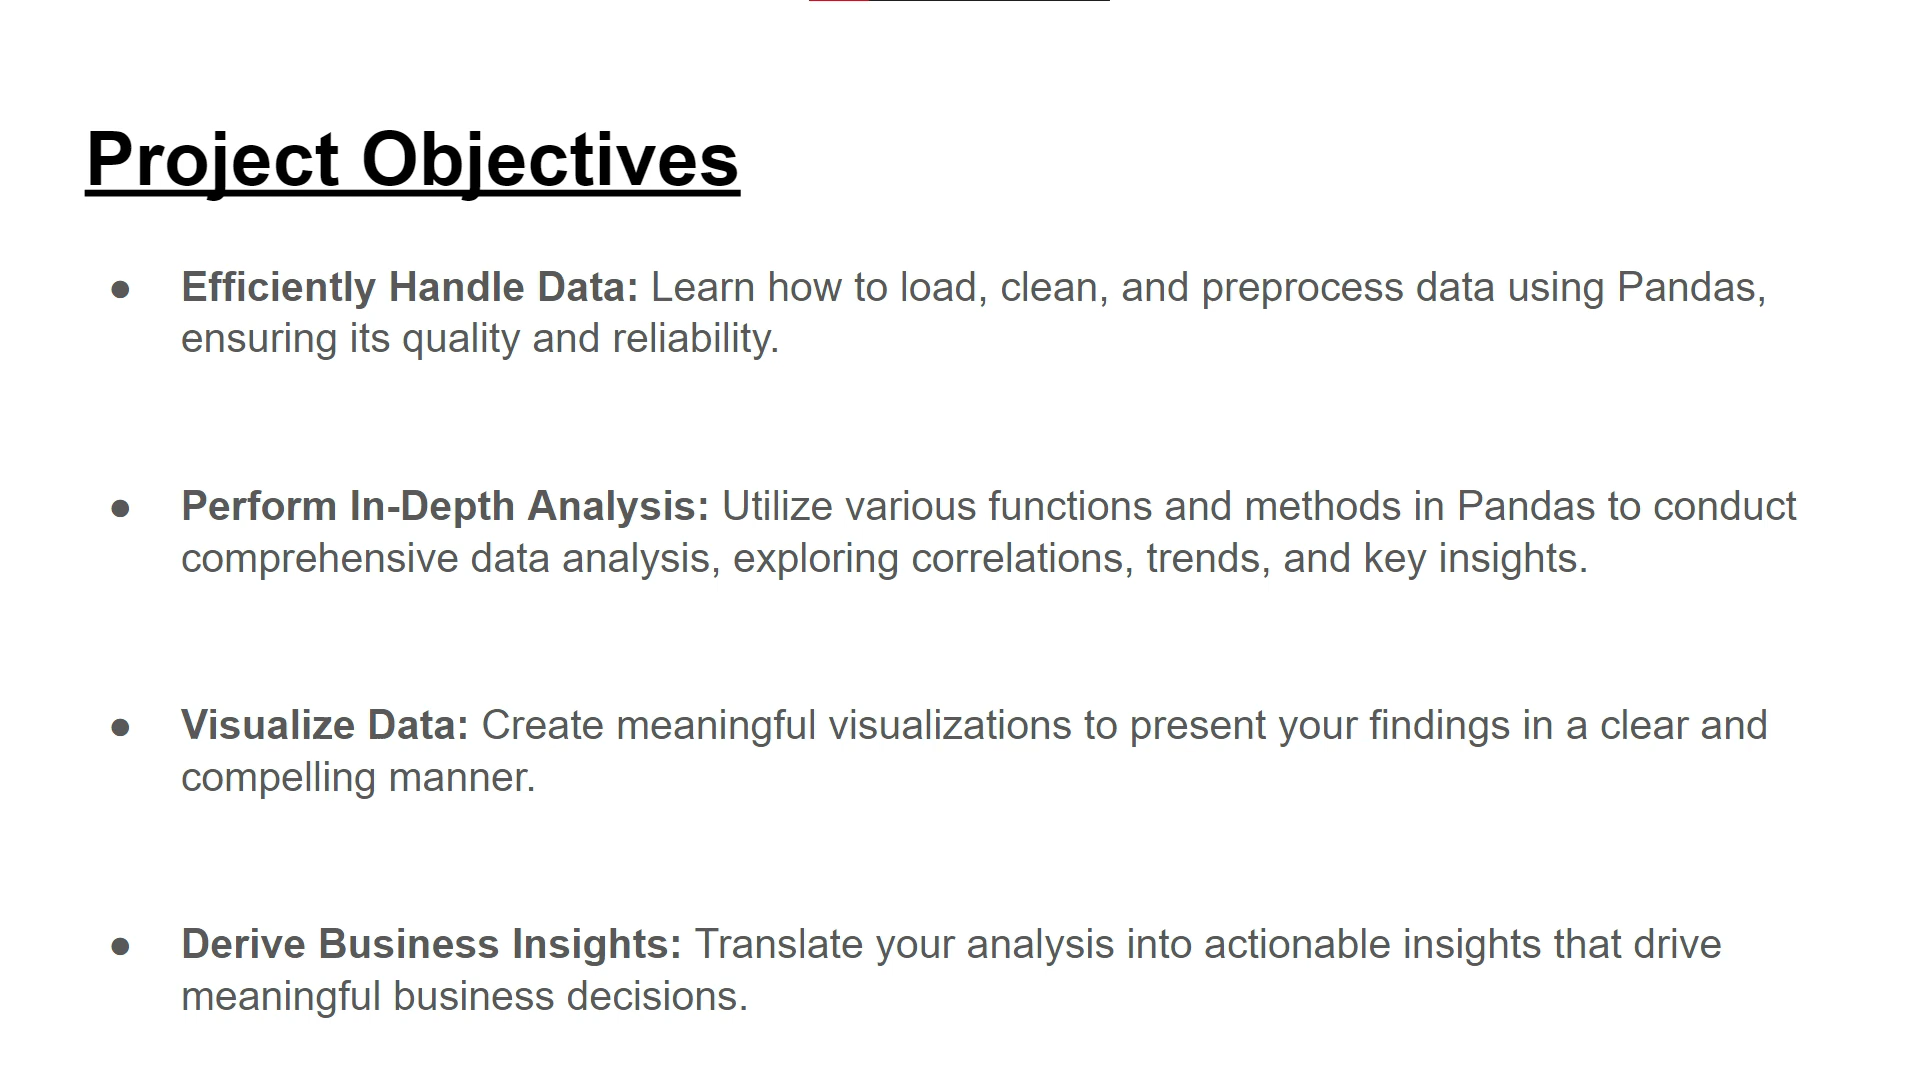 Project Objectives
● Efficiently Handle Data: Learn how to load, clean, and preprocess data using Pandas,
ensuring its quality and reliability.
● Perform In-Depth Analysis: Utilize various functions and methods in Pandas to conduct
comprehensive data analysis, exploring correlations, trends, and key insights.
● Visualize Data: Create meaningful visualizations to present your findings in a clear and
compelling manner.
● Derive Business Insights: Translate your analysis into actionable insights that drive
meaningful business decisions.